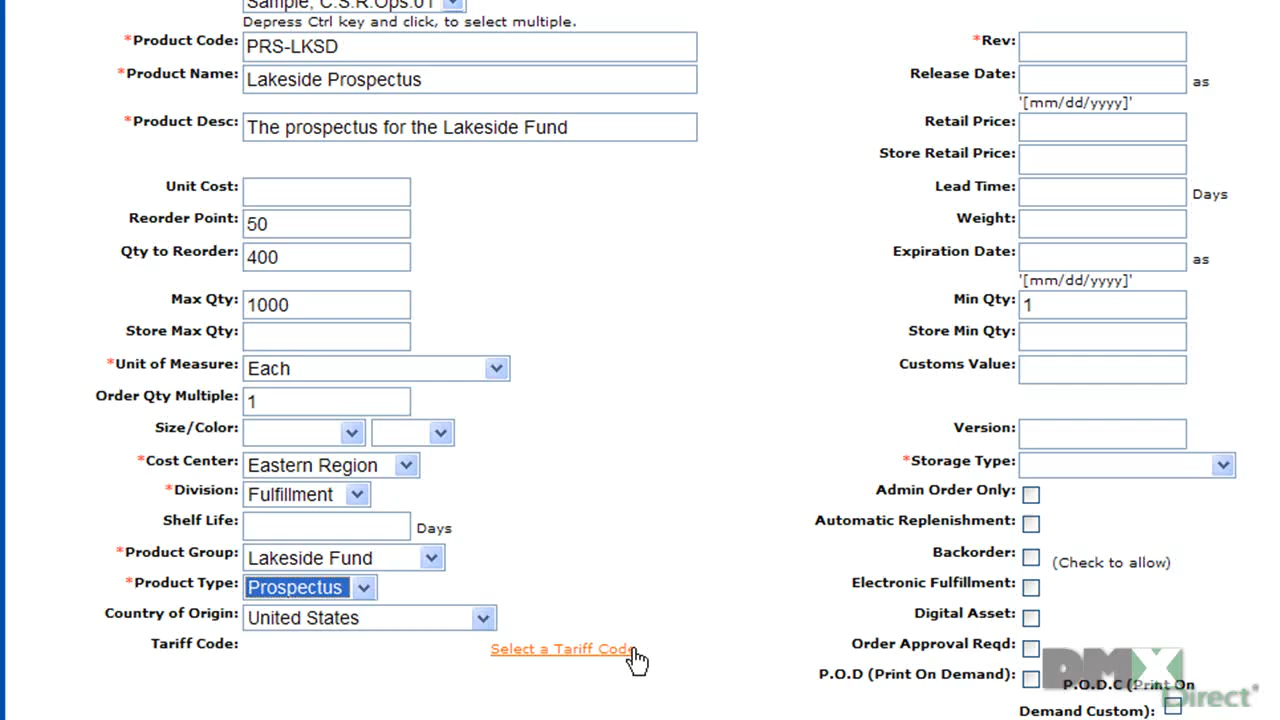 Sample, C.S.R.Ops.01
Depress Ctrl key and click, to select multiple.
*Product Code: PRS-LKSD
*Rev:
*Product Name: Lakeside Prospectus
Release Date: as
'[mm/dd/yyyy]'
*Product Desc: The prospectus for the Lakeside Fund
Retail Price:
Store Retail Price:
Unit Cost:
Lead Time: Days
Reorder Point: 50
Weight:
Qty to Reorder: 400
Expiration Date: as
'[mm/dd/yyyy]'
Max Qty: 1000
Min Qty: 1
Store Max Qty:
Store Min Qty:
*Unit of Measure: Each
Customs Value:
Order Qty Multiple: 1
Size/Color:
Version:
*Cost Center: Eastern Region
*Storage Type:
*Division: Fulfillment
Admin Order Only:
Shelf Life: Days
Automatic Replenishment:
*Product Group: Lakeside Fund
Backorder: (Check to allow)
*Product Type: Prospectus
Electronic Fulfillment:
Country of Origin: United States
Digital Asset:
Tariff Code: Select a Tariff Code
Order Approval Reqd:
P.O.D (Print On Demand):
P.O.D.C (Print On
Demand Custom):
DMX
Direct